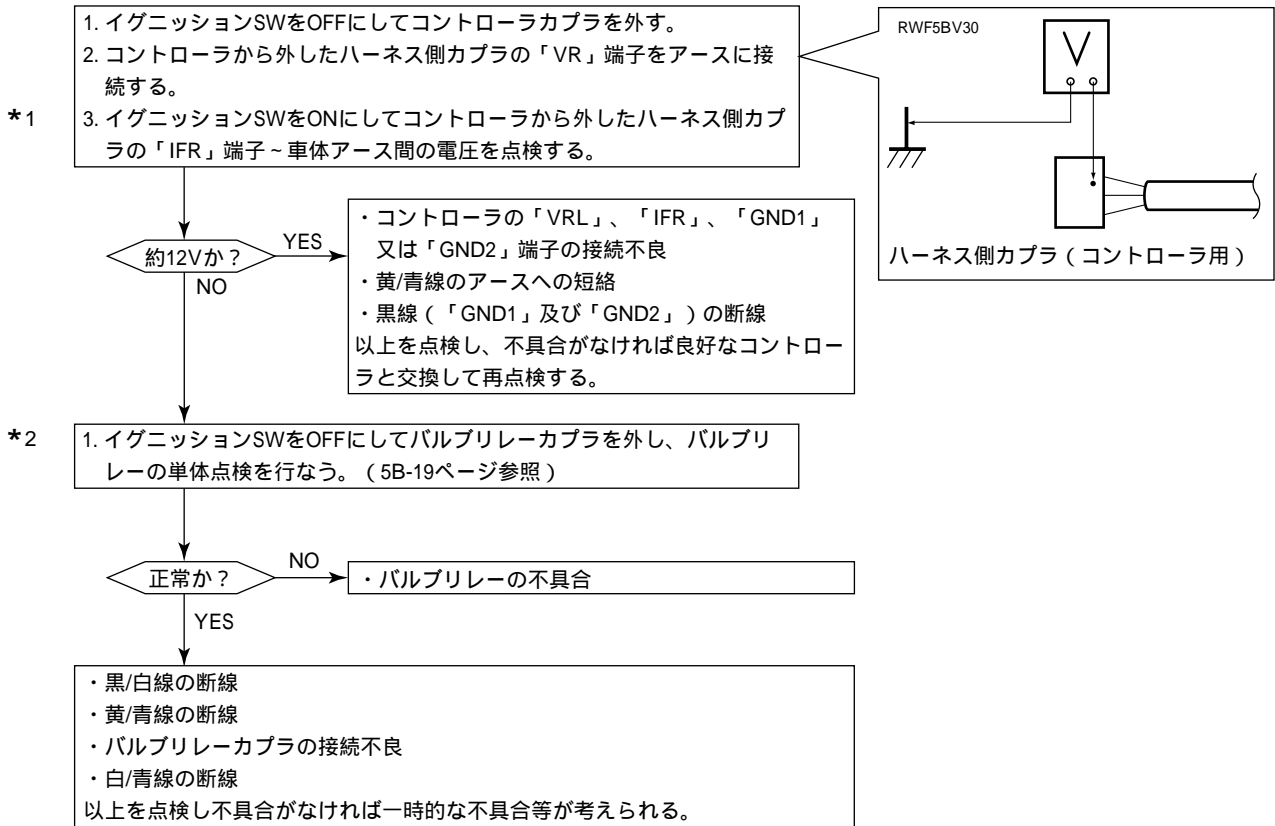 1. イグニッションSWをOFFにしてコントローラカプラを外す。
2. コントローラから外したハーネス側カプラの「VR」端子をアースに接
続する。
★1
3. イグニッションSWをONにしてコントローラから外したハーネス側カプ
ラの「IFR」端子~車体アース間の電圧を点検する。
RWF5BV30
V
ハーネス側カプラ(コントローラ用)
約12Vか?
YES
NO
・コントローラの「VRL」、「IFR」、「GND1」
又は「GND2」端子の接続不良
・黄/青線のアースへの短絡
・黒線(「GND1」及び「GND2」)の断線
以上を点検し、不具合がなければ良好なコントロー
ラと交換して再点検する。
★2
1. イグニッションSWをOFFにしてバルブリレーカプラを外し、バルブリ
レーの単体点検を行なう。(5B-19ページ参照)
正常か?
NO
・バルブリレーの不具合
YES
・黒/白線の断線
・黄/青線の断線
・バルブリレーカプラの接続不良
・白/青線の断線
以上を点検し不具合がなければ一時的な不具合等が考えられる。